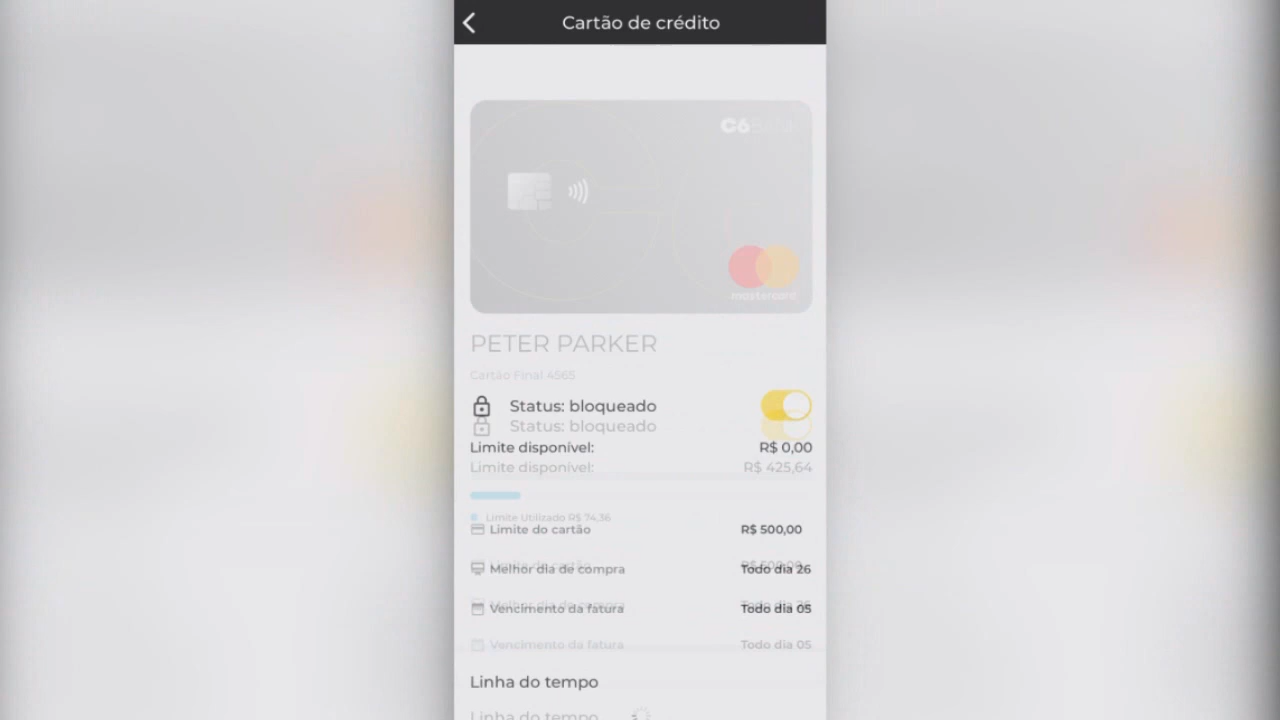 Cartão de crédito
C6BANK
mastercard
PETER PARKER
Cartão Final 4565
Status: bloqueado
Status: bloqueado
Limite disponível: R$ 0,00
Limite disponível: R$ 425,64
Limite Utilizado R$ 74,36
Limite do cartão R$ 500,00
Melhor dia de compra Todo dia 26
Vencimento da fatura Todo dia 05
Vencimento da fatura Todo dia 05
Linha do tempo
Linha do tempo